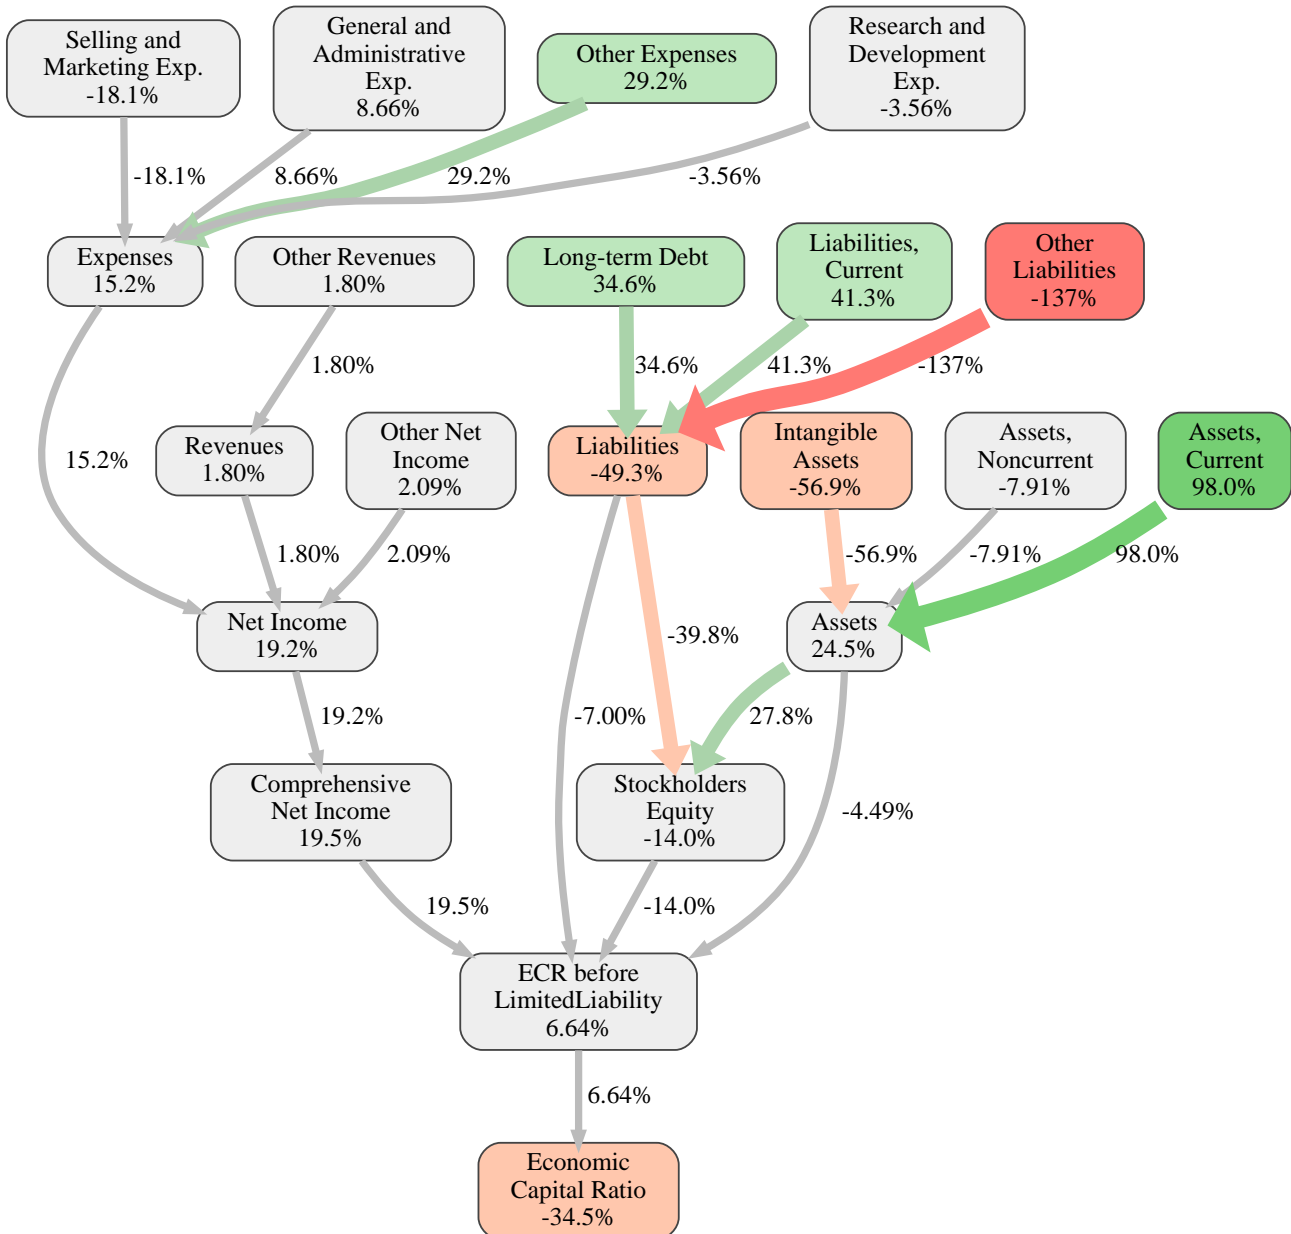 Selling and
Marketing Exp.
-18.1%
General and
Administrative
Exp.
8.66%
Other Expenses
29.2%
Research and
Development
Exp.
-3.56%
-18.1%
8.66%
29.2%
-3.56%
Expenses
15.2%
Other Revenues
1.80%
Long-term Debt
34.6%
Liabilities,
Current
41.3%
Other
Liabilities
-137%
1.80%
34.6%
41.3%
-137%
15.2%
Revenues
1.80%
Other Net
Income
2.09%
Liabilities
-49.3%
Intangible
Assets
-56.9%
Assets,
Noncurrent
-7.91%
Assets,
Current
98.0%
1.80%
2.09%
-56.9%
-7.91%
98.0%
Net Income
19.2%
-39.8%
Assets
24.5%
19.2%
-7.00%
27.8%
Comprehensive
Net Income
19.5%
Stockholders
Equity
-14.0%
-4.49%
19.5%
-14.0%
ECR before
LimitedLiability
6.64%
6.64%
Economic
Capital Ratio
-34.5%